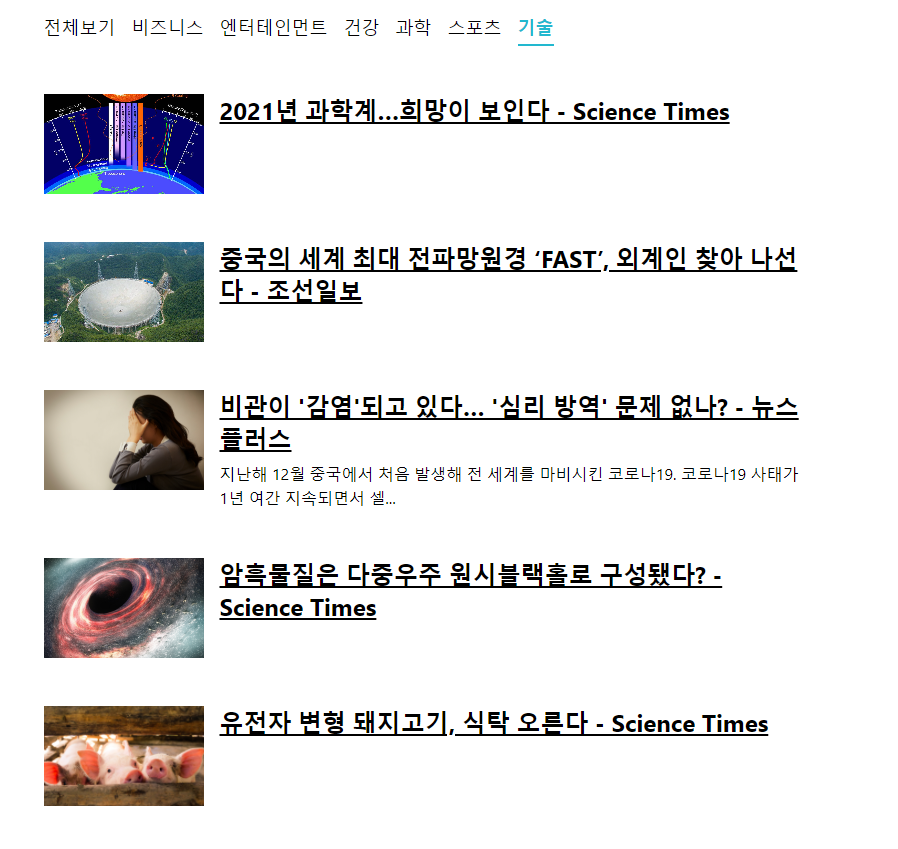 전체보기 비즈니스 엔터테인먼트 건강 과학 스포츠 기술
2021년 과학계…희망이 보인다 - Science Times
중국의 세계 최대 전파망원경 ‘FAST’, 외계인 찾아 나선
다 - 조선일보
비관이 '감염'되고 있다… '심리 방역' 문제 없나? - 뉴스
플러스
지난해 12월 중국에서 처음 발생해 전 세계를 마비시킨 코로나19. 코로나19 사태가
1년 여간 지속되면서 셀...
암흑물질은 다중우주 원시블랙홀로 구성됐다? -
Science Times
유전자 변형 돼지고기, 식탁 오른다 - Science Times